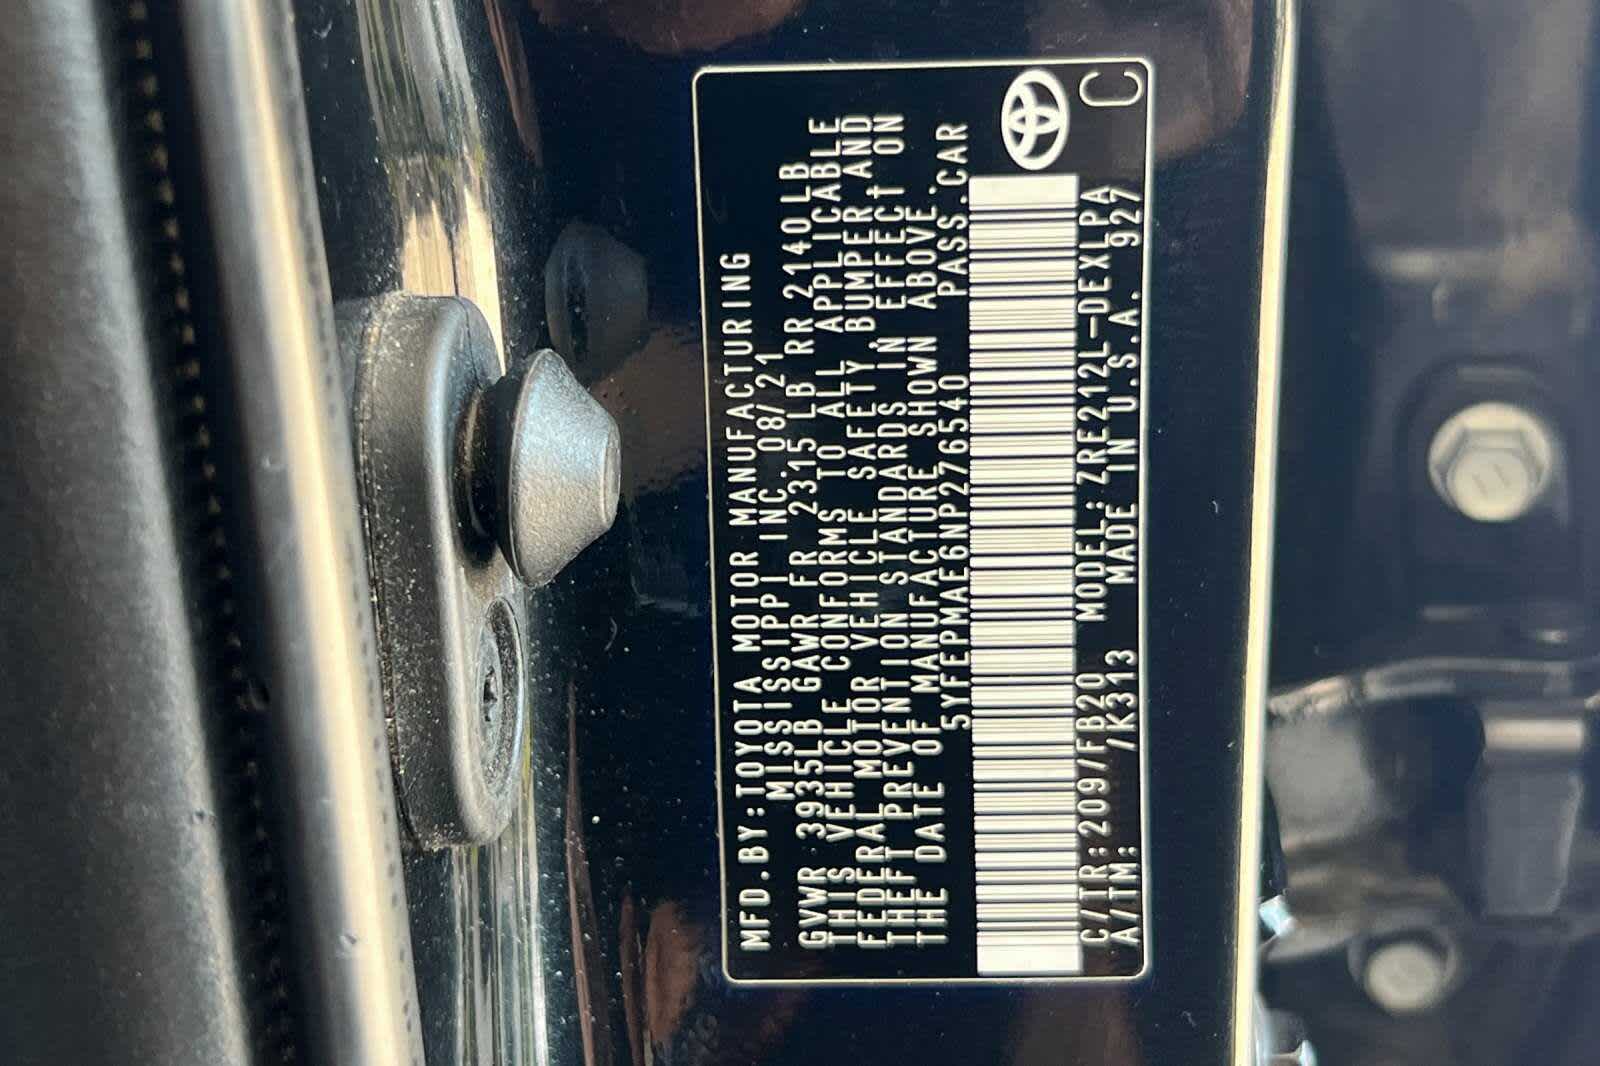 MFD.BY:TOYOTA MOTOR MANUFACTURING
MISSISSIPPI INC.08/21
GVWR 3935LB GAWR FR 2315LB RR 2140LB
THIS VEHICLE CONFORMS TO ALL APPLICABLE
FEDERAL MOTOR VEHICLE SAFETY,BUMPER,AND
THEFT PREVENTION STANDARDS IN EFFECT ON
THE DATE OF MANUFACTURE SHOWN ABOVE.
5YFEPMAE6NP276540 PASS.CAR
C/TR:209/FB20 MODEL:ZRE212L-DEXLPA C
A/TM: /K313 MADE IN U.S.A. 927